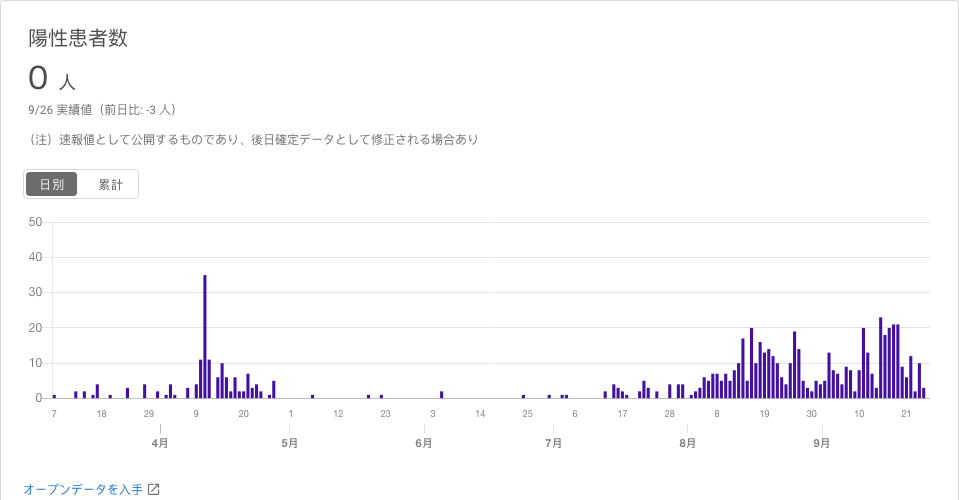 陽性患者数
0 人
9/26 実績値（前日比: -3 人）
（注）速報値として公開するものであり、後日確定データとして修正される場合あり
日別 累計
50
40
30
20
10
0
7 18 29 9 20 1 12 23 3 14 25 6 17 28 8 19 30 10 21
4月 5月 6月 7月 8月 9月
オープンデータを入手